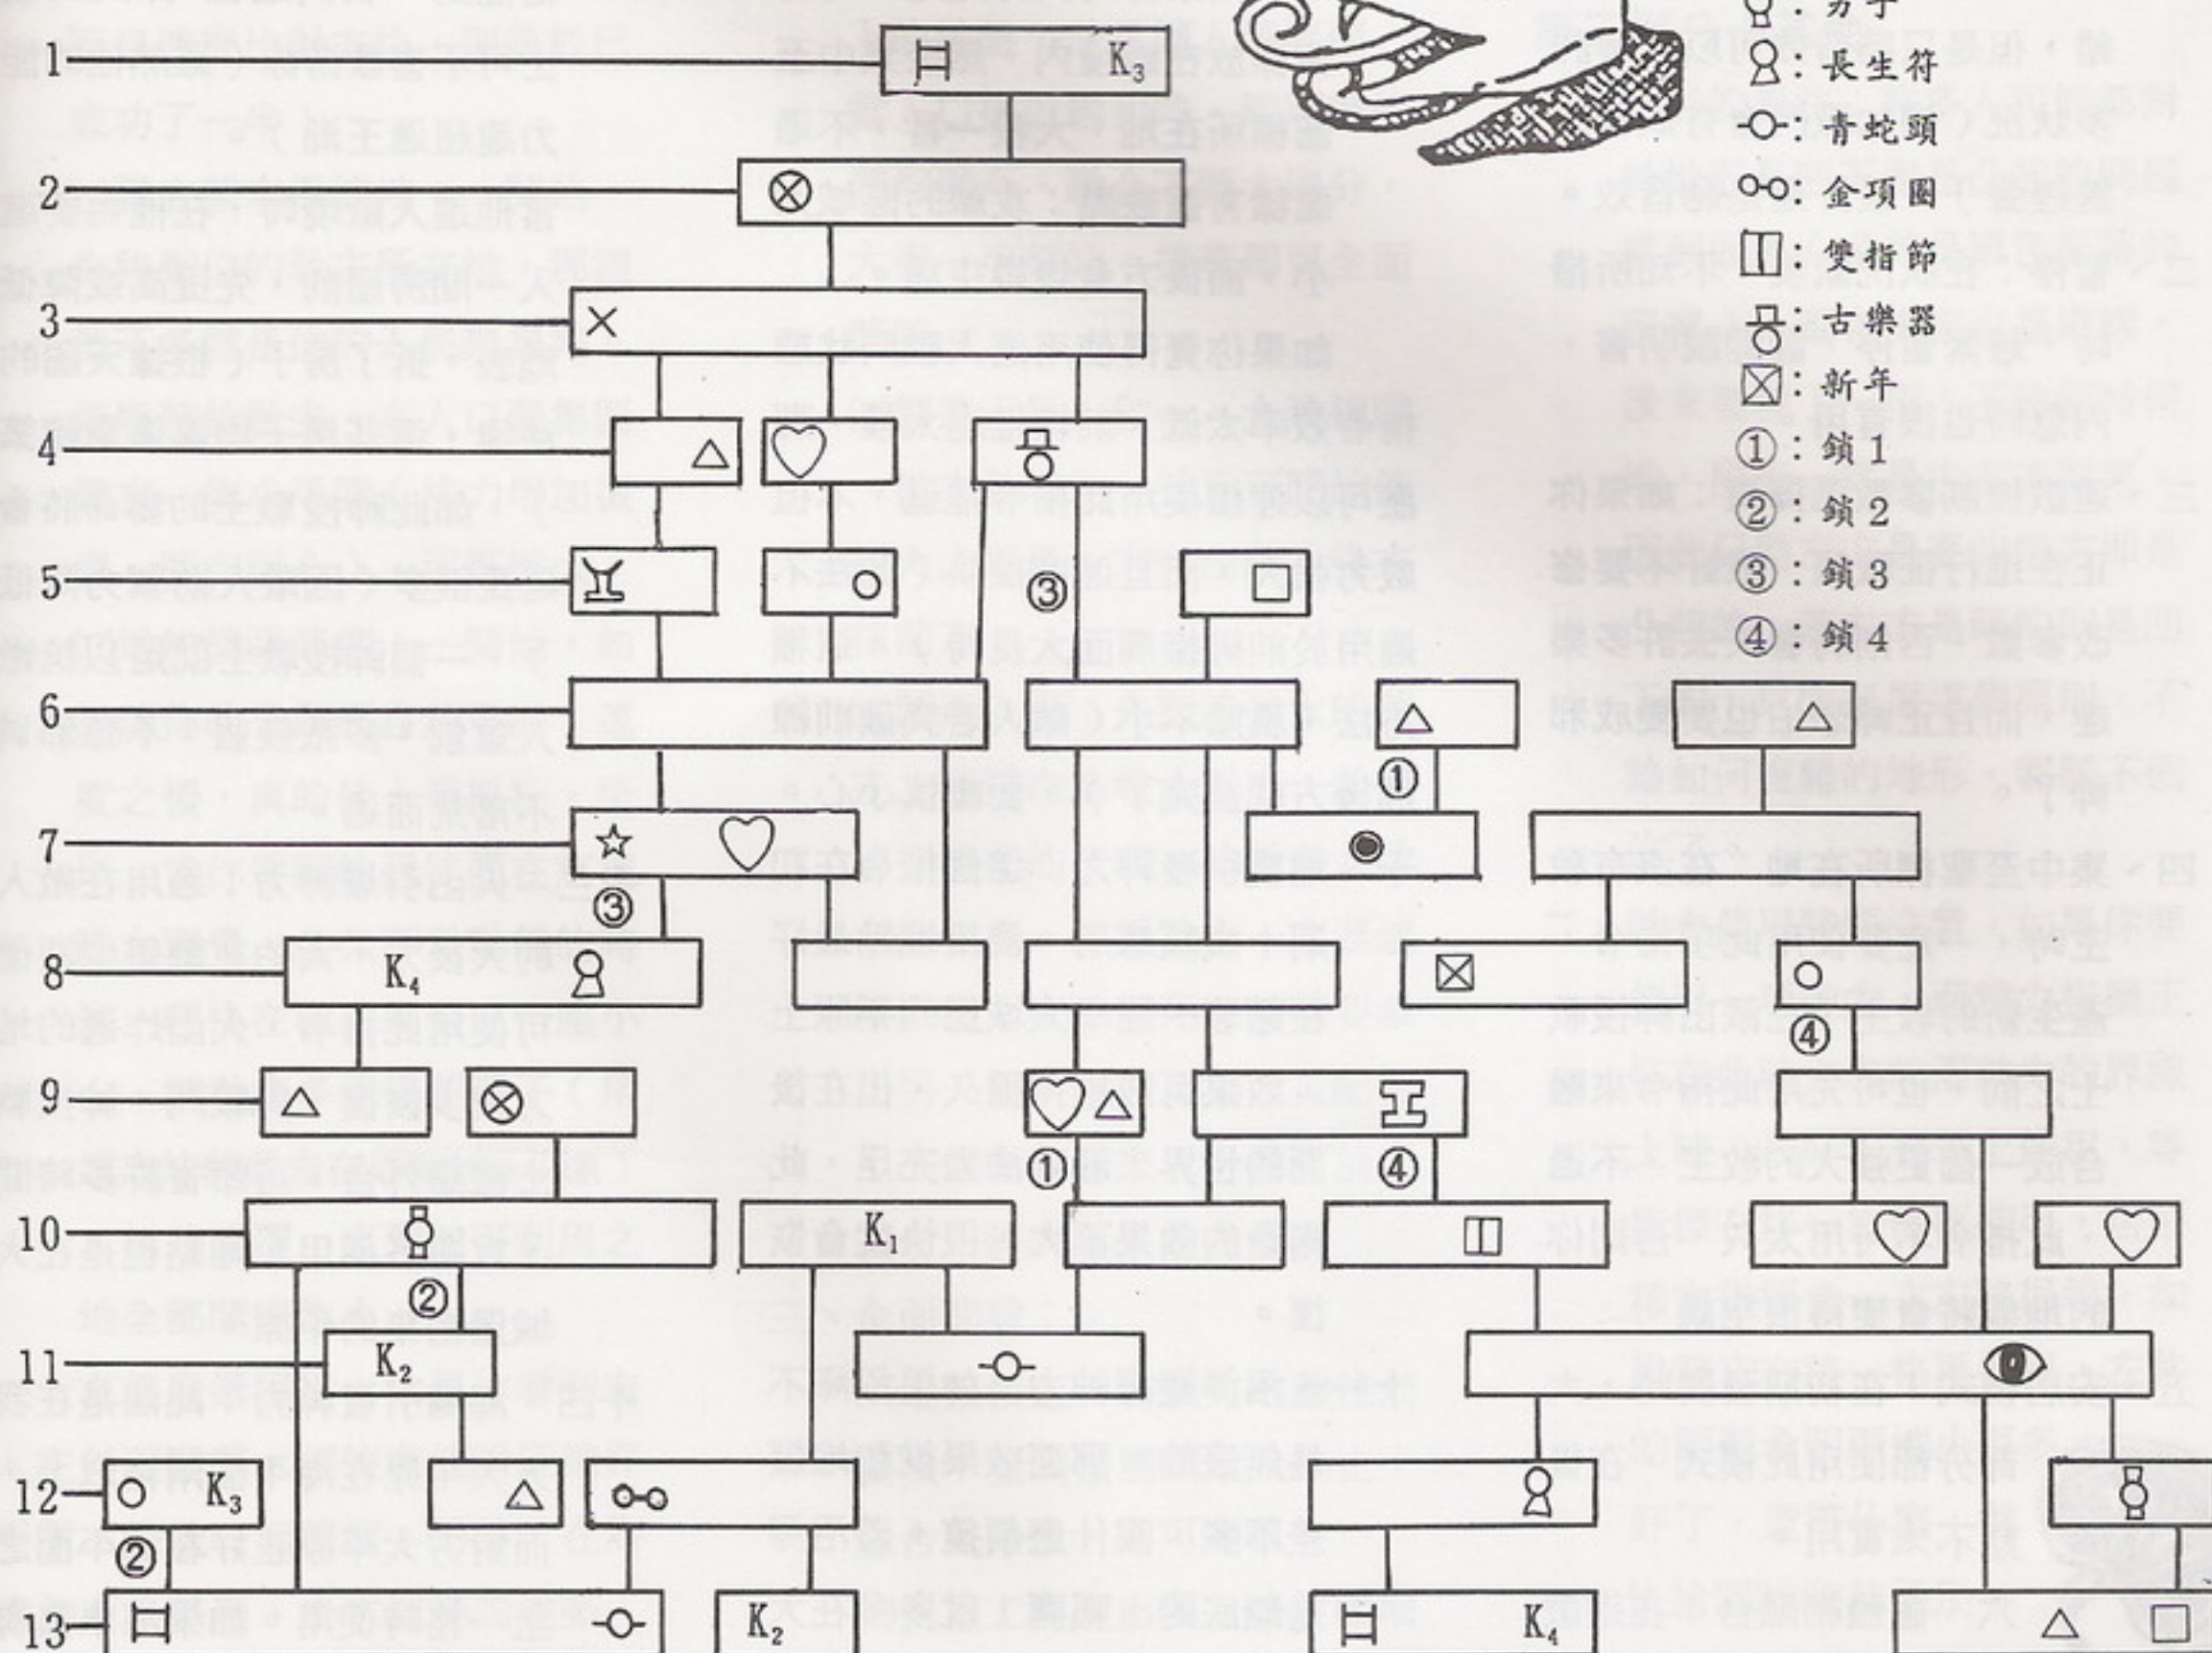 ：男子
：長生符
：青蛇頭
：金項圈
：雙指節
：古樂器
：新年
①：鎖1
②：鎖2
③：鎖3
④：鎖4
1 K₃
2
3
4
5 ③
6
①
7
③
8 K₄
④
9
① ④
10 K₁
②
11 K₂
12 K₃
②
13 K₂ K₄